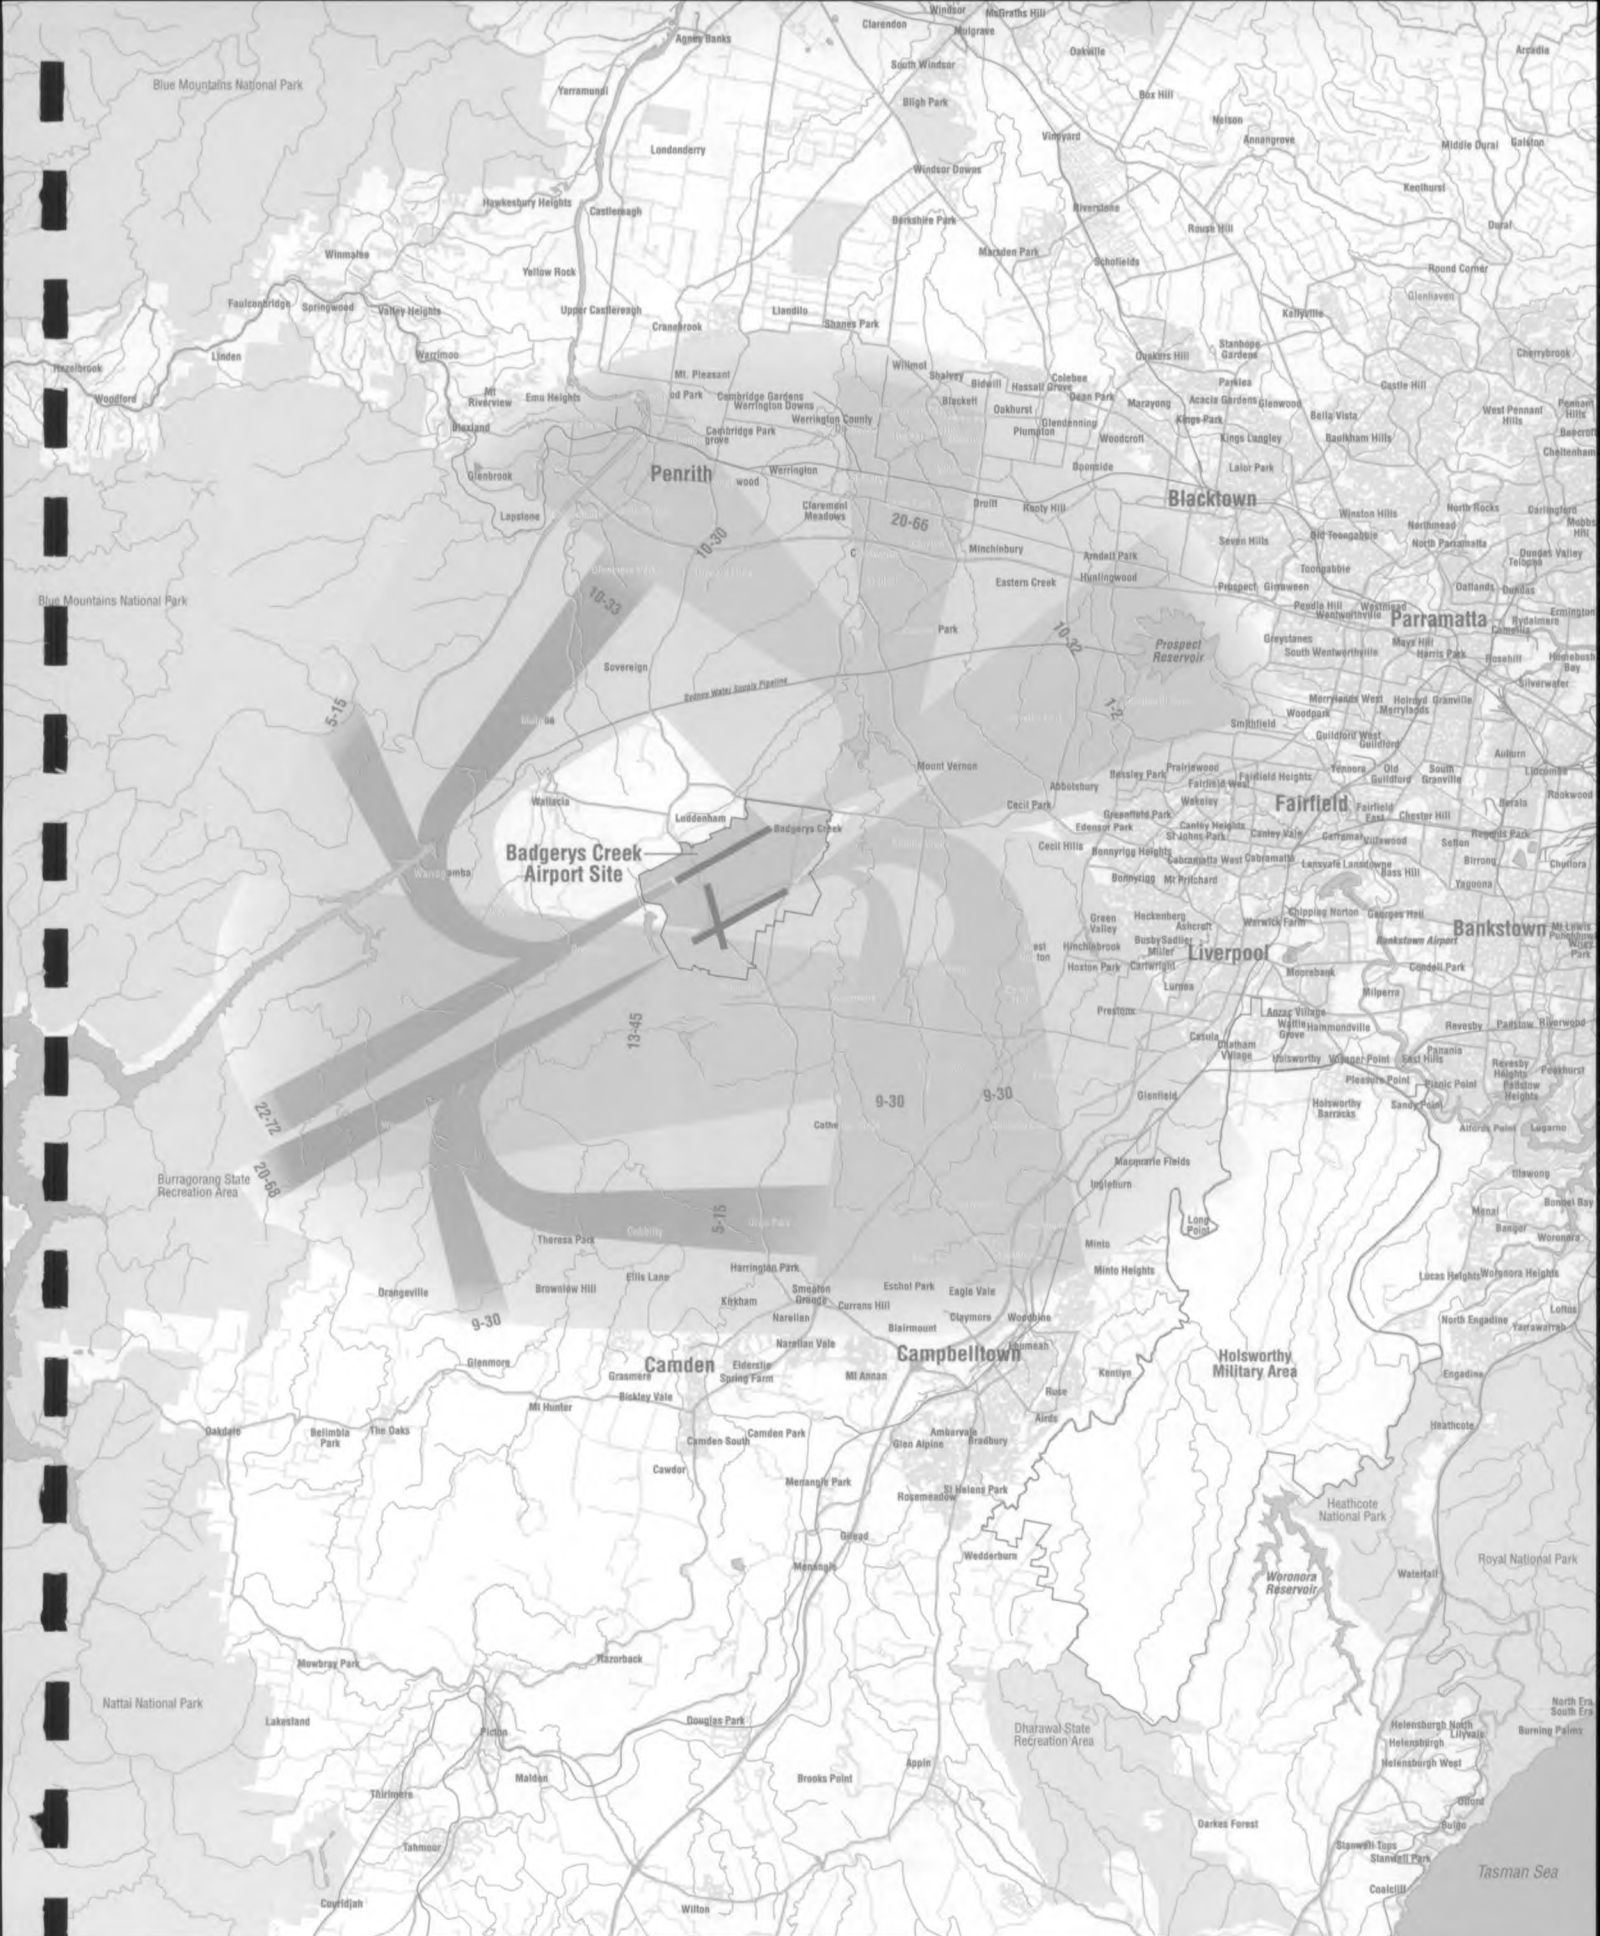 Windsor
McGraths Hill
Clarendon
Mulgrave
Agnes Banks
Oakville
Arcadia
South Windsor
Blue Mountains National Park
Yarramundi
Box Hill
Bligh Park
Nelson
Vineyard
Annangrove
Middle Dural
Galston
Londonderry
Windsor Downs
Kenthurst
Hawkesbury Heights
Castlereagh
Riverstone
Berkshire Park
Rouse Hill
Dural
Winmalee
Marsden Park
Schofields
Yellow Rock
Round Corner
Glenhaven
Faulconbridge
Springwood
Valley Heights
Upper Castlereagh
Llandilo
Kellyville
Cranebrook
Shanes Park
Linden
Warrimoo
Quakers Hill
Stanhope
Gardens
Cherrybrook
Hazelbrook
Willmot
Mt. Pleasant
Shalvey
Bidwill
Hassall Grove
Colebee
Parklea
Castle Hill
Woodford
Mt
Riverview
Emu Heights
od Park
Cambridge Gardens
Werrington Downs
Blackett
Dean Park
Marayong
Acacia Gardens
Glenwood
Oakhurst
West Pennant
Hills
Pennant
Hills
Werrington County
Glendenning
Kings Park
Bella Vista
Blaxland
Cambridge Park
grove
Plumpton
Woodcroft
Kings Langley
Baulkham Hills
Beecroft
Cheltenham
Glenbrook
Penrith
wood
Werrington
Doonside
Lalor Park
Blacktown
Lapstone
Claremont
Meadows
20-66
Druitt
Rooty Hill
Winston Hills
North Rocks
Carlingford
Northmead
Mobbs
Hill
10-30
C
Minchinbury
Arndell Park
Seven Hills
Old Toongabbie
North Parramatta
Dundas Valley
Telopea
Glenmore Park
10-33
Eastern Creek
Huntingwood
Toongabbie
Prospect
Girraween
Oatlands
Dundas
Blue Mountains National Park
Pendle Hill
Westmead
Wentworthville
Parramatta
Ermington
Rydalmere
Camellia
Park
10-32
Prospect
Reservoir
Greystanes
South Wentworthville
Mays Hill
Harris Park
Rosehill
Homebush
Bay
Sovereign
Sydney Water Supply Pipeline
Silverwater
5-15
1-2
Merrylands West
Holroyd
Granville
Merrylands
Woodpark
Smithfield
Guildford West
Guildford
Auburn
Mount Vernon
Prairiewood
Bossley Park
Fairfield Heights
Fairfield West
Yennora
Old
Guildford
South
Granville
Lidcombe
Abbotsbury
Wakeley
Rookwood
Wallacia
Luddenham
Cecil Park
Greenfield Park
Fairfield
Fairfield
East
Chester Hill
Berala
Badgerys Creek
Edensor Park
Canley Heights
St Johns Park
Canley Vale
Carramar
Villawood
Sefton
Regents Park
Badgerys Creek
Airport Site
Cecil Hills
Bonnyrigg Heights
Cabramatta West
Cabramatta
Lansvale
Lansdowne
Bass Hill
Birrong
Chullora
Warragamba
Bonnyrigg
Mt Pritchard
Yagoona
Green
Valley
Heckenberg
Ashcroft
Chipping Norton
Georges Hall
Warwick Farm
Bankstown
Mt Lewis
Punchbowl
Wiley
Park
Busby
Sadlier
Miller
est
ton
Hinchinbrook
Bankstown Airport
Liverpool
Hoxton Park
Cartwright
Moorebank
Condell Park
Lurnea
Milperra
13-45
Prestons
Anzac Village
Wattle
Grove
Hammondville
Revesby
Padstow
Riverwood
Casula
Chatham
Village
Holsworthy
Voyager Point
East Hills
Panania
Revesby
Heights
Peakhurst
Pleasure Point
Picnic Point
Padstow
Heights
9-30
9-30
Glenfield
Holsworthy
Barracks
Sandy Point
22-72
Cathe
Alfords Point
Lugarno
Macquarie Fields
20-68
Burragorang State
Recreation Area
Illawong
Ingleburn
Bonnet Bay
5-15
Long
Point
Menai
Bangor
Cobbitty
Theresa Park
Minto
Woronora
Harrington Park
Minto Heights
Lucas Heights
Woronora Heights
Orangeville
Brownlow Hill
Ellis Lane
Smeaton
Grange
Eschol Park
Eagle Vale
Kirkham
Currans Hill
Loftus
9-30
Narellan
Claymore
Woodbine
North Engadine
Yarrawarrah
Blairmount
Narellan Vale
Campbelltown
Leumeah
Holsworthy
Military Area
Glenmore
Camden
Elderslie
Spring Farm
Grasmere
Mt Annan
Kentlyn
Engadine
Bickley Vale
Ruse
Mt Hunter
Airds
Oakdale
Belimbla
Park
The Oaks
Camden South
Camden Park
Ambarvale
Bradbury
Glen Alpine
Heathcote
Cawdor
Menangle Park
St Helens Park
Rosemeadow
Heathcote
National Park
Gilead
Wedderburn
Menangle
Woronora
Reservoir
Waterfall
Royal National Park
Mowbray Park
Razorback
Nattai National Park
Lakesland
Picton
Douglas Park
Dharawal State
Recreation Area
North Era
South Era
Helensburgh North
Lilyvale
Helensburgh
Burning Palms
Appin
Helensburgh West
Maldon
Brooks Point
Thirlmere
Otford
Darkes Forest
Bulgo
Tahmoor
Stanwell Tops
Stanwell Park
Tasman Sea
Coalcliff
Couridjah
Wilton